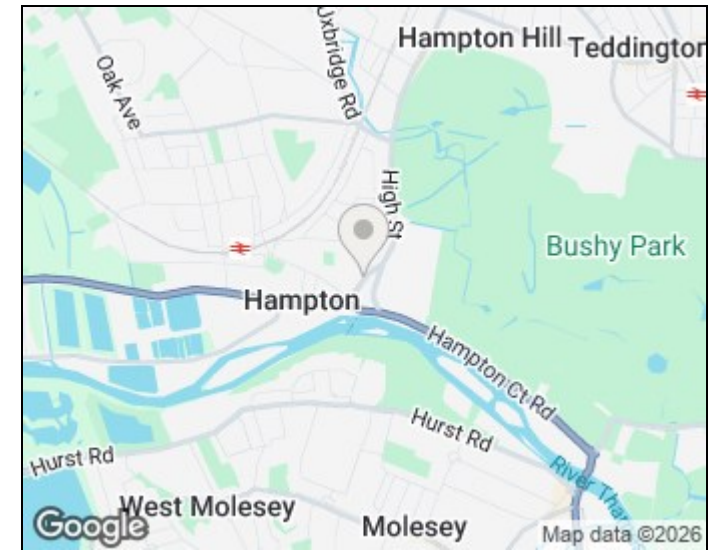 Hampton Hill
Teddington
Uxbridge Rd
Oak Ave
High St
Bushy Park
Hampton
Hampton Ct Rd
Hurst Rd
Hurst Rd
River Tha
West Molesey
Molesey
Google
Map data ©2026